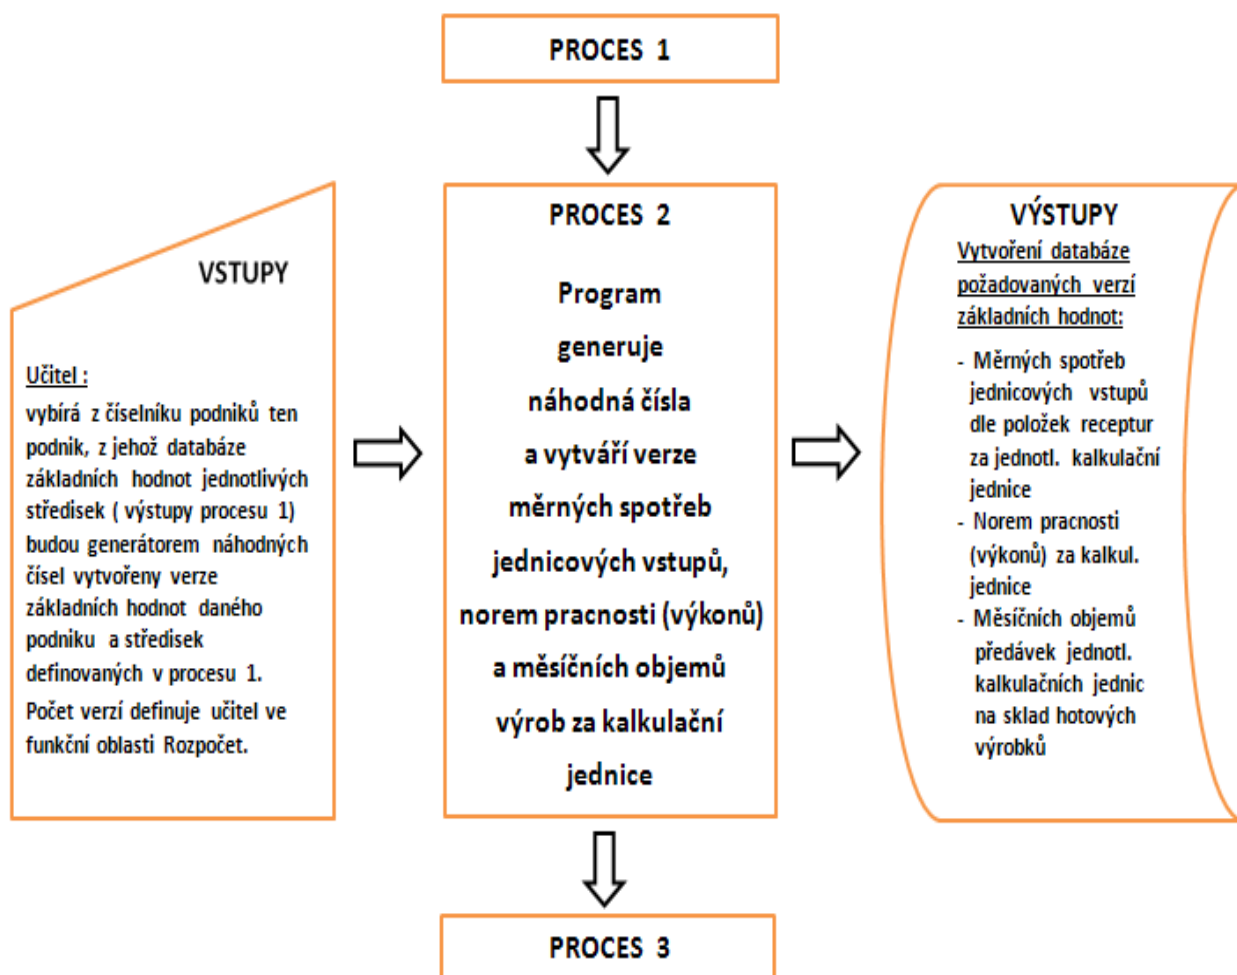 PROCES 1
VSTUPY
Učitel :
vybírá z číselníku podniků ten
podnik, z jehož databáze
základních hodnot jednotlivých
středisek ( výstupy procesu 1)
budou generátorem náhodných
čísel vytvořeny verze
základních hodnot daného
podniku a středisek
definovaných v procesu 1.
Počet verzí definuje učitel ve
funkční oblasti Rozpočet.
PROCES 2
Program
generuje
náhodná čísla
a vytváří verze
měrných spotřeb
jednicových vstupů,
norem pracnosti (výkonů)
a měsíčních objemů
výrob za kalkulační
jednice
VÝSTUPY
Vytvoření databáze
požadovaných verzí
základních hodnot:
- Měrných spotřeb
jednicových vstupů
dle položek receptur
za jednotl. kalkulační
jednice
- Norem pracnosti
(výkonů) za kalkul.
jednice
- Měsíčních objemů
předávek jednotl.
kalkulačních jednic
na sklad hotových
výrobků
PROCES 3